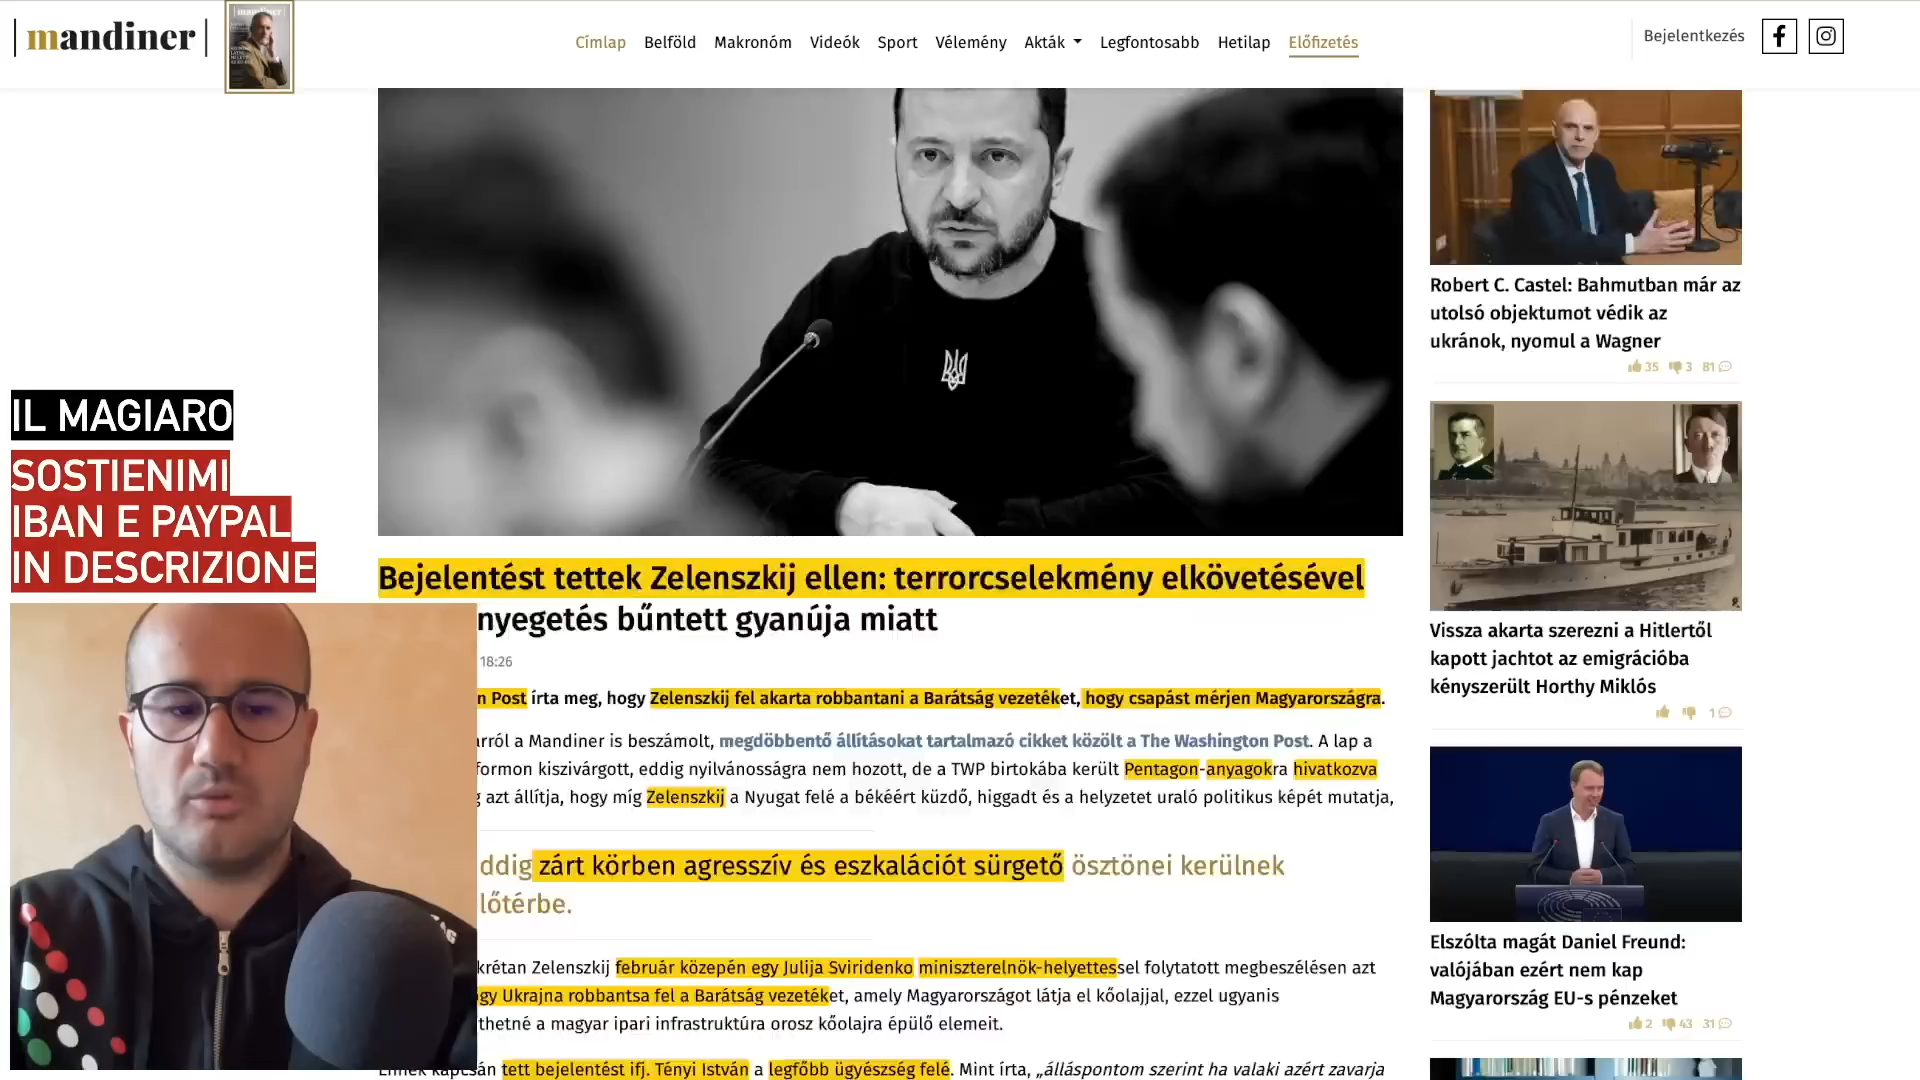 mandiner
Címlap Belföld Makronóm Videók Sport Vélemény Akták Legfontosabb Hetilap Előfizetés
Bejelentkezés
IL MAGIARO
SOSTIENIMI
IBAN E PAYPAL
IN DESCRIZIONE
Bejelentést tettek Zelenszkij ellen: terrorcselekmény elkövetésével
nyegetés bűntett gyanúja miatt
18:26
n Post írta meg, hogy Zelenszkij fel akarta robbantani a Barátság vezetéket, hogy csapást mérjen Magyarországra.
arról a Mandiner is beszámolt, megdöbbentő állításokat tartalmazó cikket közölt a The Washington Post. A lap a
formon kiszivárgott, eddig nyilvánosságra nem hozott, de a TWP birtokába került Pentagon-anyagokra hivatkozva
g azt állítja, hogy míg Zelenszkij a Nyugat felé a békéért küzdő, higgadt és a helyzetet uraló politikus képét mutatja,
ddig zárt körben agresszív és eszkalációt sürgető ösztönei kerülnek
lőtérbe.
krétan Zelenszkij február közepén egy Julija Sviridenko miniszterelnök-helyettessel folytatott megbeszélésen azt
ogy Ukrajna robbantsa fel a Barátság vezetéket, amely Magyarországot látja el kőolajjal, ezzel ugyanis
thetné a magyar ipari infrastruktúra orosz kőolajra épülő elemeit.
Ennek kapcsán tett bejelentést ifj. Tényi István a legfőbb ügyészség felé. Mint írta, „álláspontom szerint ha valaki azért zavarja
Robert C. Castel: Bahmutban már az
utolsó objektumot védik az
ukránok, nyomul a Wagner
35 3 81
Vissza akarta szerezni a Hitlertől
kapott jachtot az emigrációba
kényszerült Horthy Miklós
1
Elszólta magát Daniel Freund:
valójában ezért nem kap
Magyarország EU-s pénzeket
2 43 31